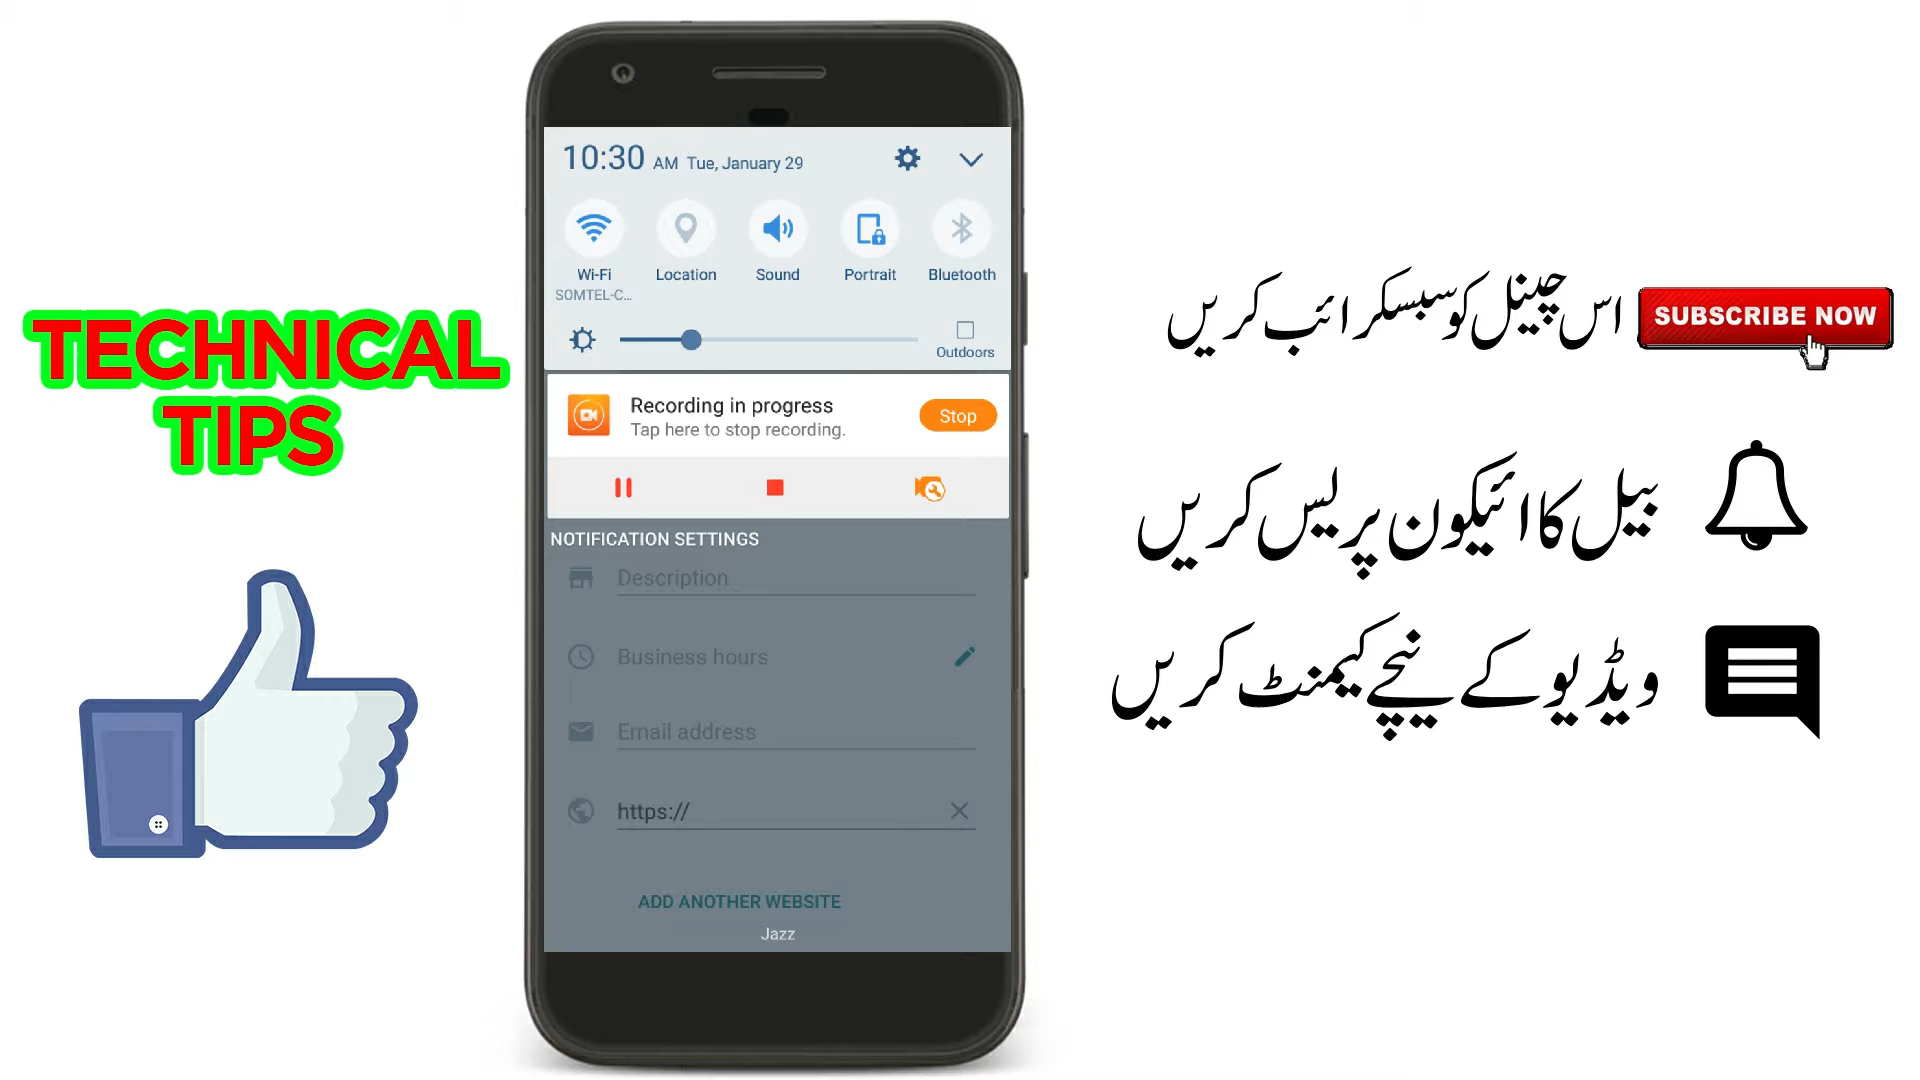 TECHNICAL
TIPS
10:30 AM Tue, January 29
Wi-Fi
SOMTEL-C...
Location
Sound
Portrait
Bluetooth
Outdoors
Recording in progress
Tap here to stop recording.
Stop
NOTIFICATION SETTINGS
Description
Business hours
Email address
https://
ADD ANOTHER WEBSITE
Jazz
اس چینل کو سبسکرائب کریں
SUBSCRIBE NOW
بیل کا ائیکون پریس کریں
ویڈیو کے نیچے کیمنٹ کریں